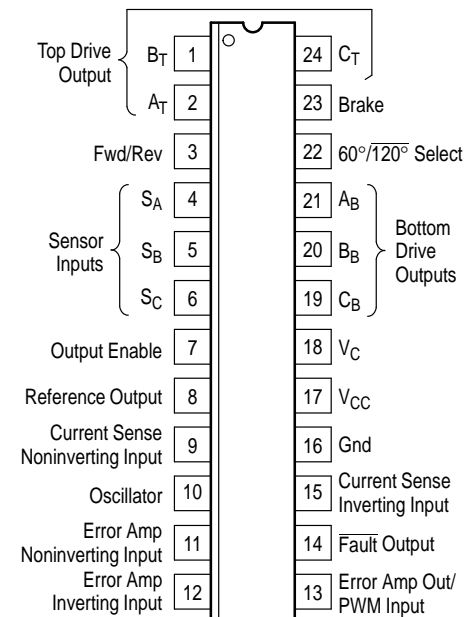 Top Drive
Output
B_T 1
A_T 2
Fwd/Rev 3
Sensor
Inputs
S_A 4
S_B 5
S_C 6
Output Enable 7
Reference Output 8
Current Sense
Noninverting Input 9
Oscillator 10
Error Amp
Noninverting Input 11
Error Amp
Inverting Input 12
24 C_T
23 Brake
22 60°/120° Select
21 A_B
20 B_B
19 C_B
Bottom
Drive
Outputs
18 V_C
17 V_CC
16 Gnd
15 Current Sense
Inverting Input
14 Fault Output
13 Error Amp Out/
PWM Input